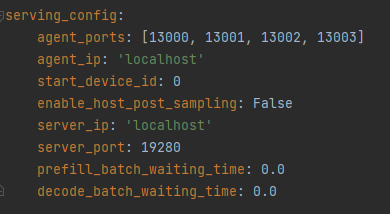 serving_config:
    agent_ports: [13000, 13001, 13002, 13003]
    agent_ip: 'localhost'
    start_device_id: 0
    enable_host_post_sampling: False
    server_ip: 'localhost'
    server_port: 19280
    prefill_batch_waiting_time: 0.0
    decode_batch_waiting_time: 0.0